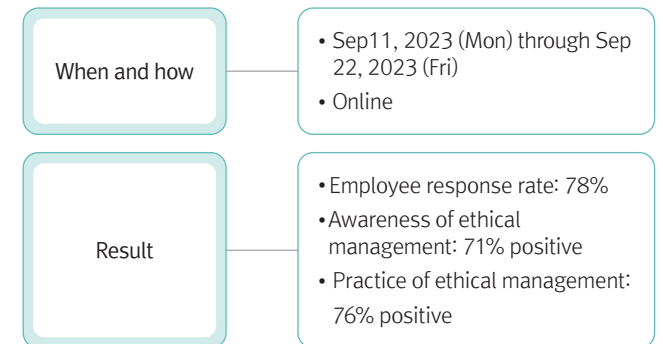 When and how
• Sep11, 2023 (Mon) through Sep
22, 2023 (Fri)
• Online
Result
• Employee response rate: 78%
• Awareness of ethical
management: 71% positive
• Practice of ethical management:
76% positive